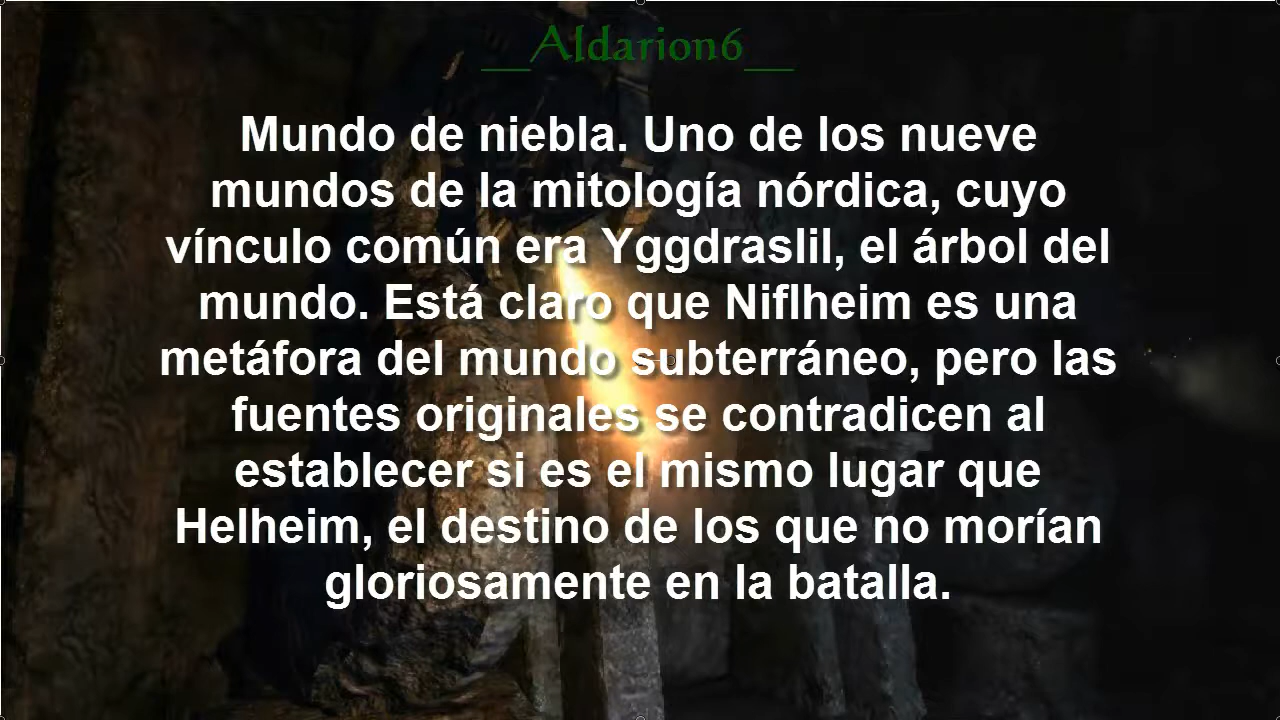 __Aldarion6__
Mundo de niebla. Uno de los nueve
mundos de la mitología nórdica, cuyo
vínculo común era Yggdraslil, el árbol del
mundo. Está claro que Niflheim es una
metáfora del mundo subterráneo, pero las
fuentes originales se contradicen al
establecer si es el mismo lugar que
Helheim, el destino de los que no morían
gloriosamente en la batalla.